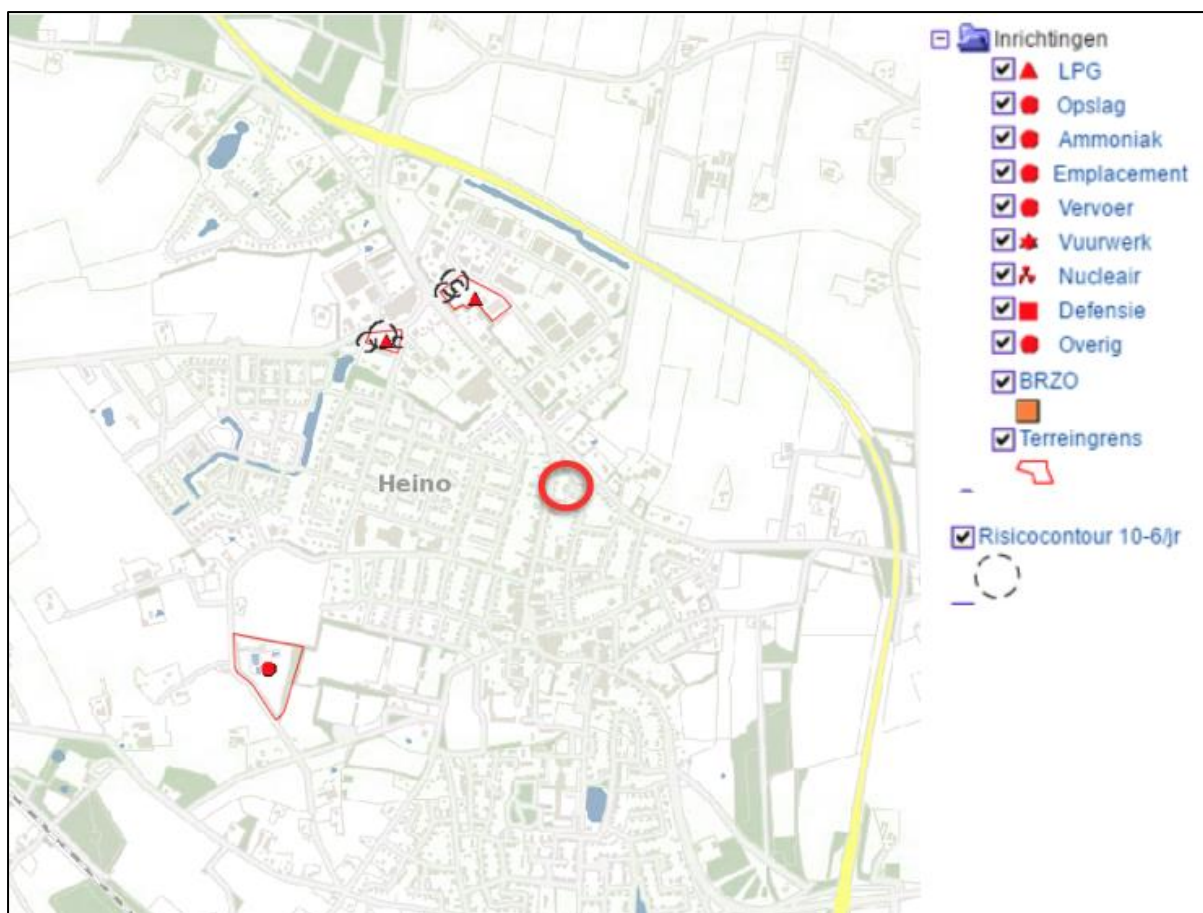 Inrichtingen
LPG
Opslag
Ammoniak
Emplacement
Vervoer
Vuurwerk
Nucleair
Defensie
Overig
BRZO
Terreingrens
Risicocontour 10-6/jr
Heino